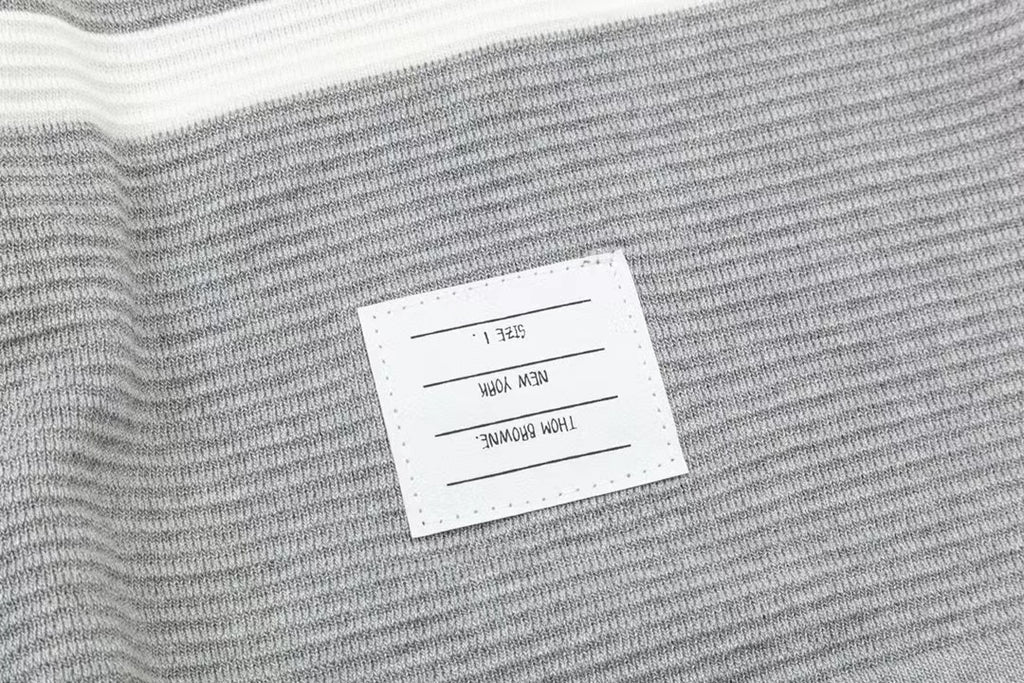 THOM BROWNE.
NEW YORK
SIZE 1.